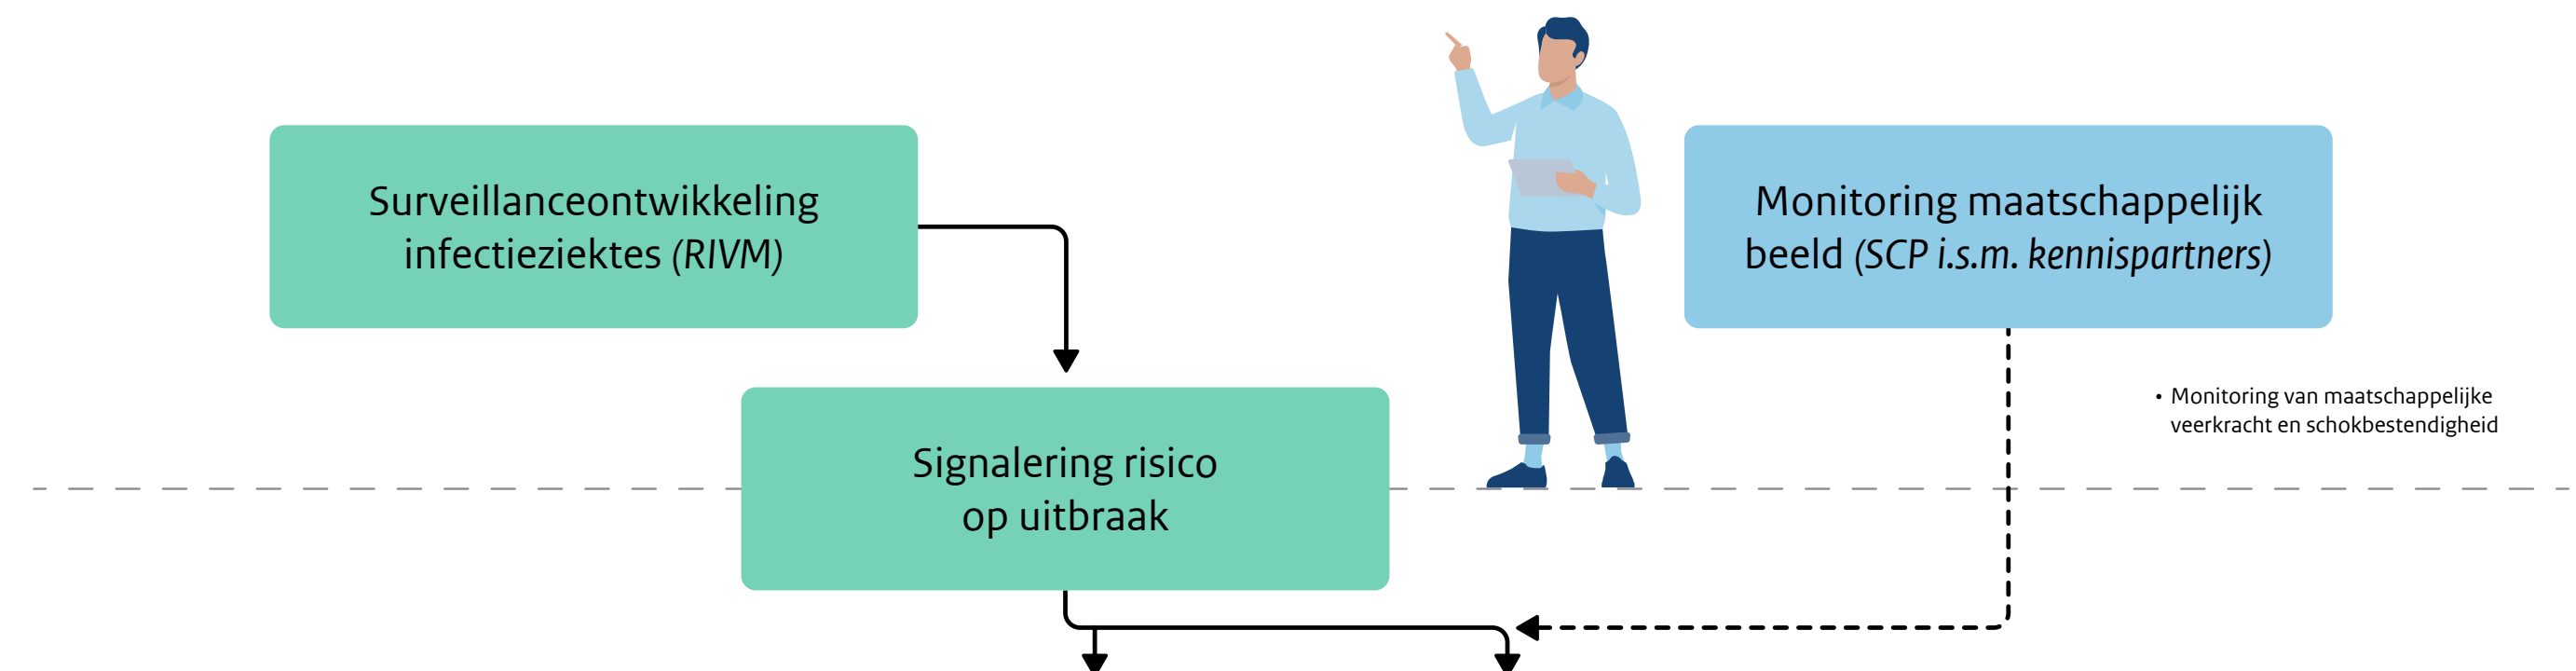 Surveillanceontwikkeling
infectieziektes (RIVM)
Monitoring maatschappelijk
beeld (SCP i.s.m. kennispartners)
• Monitoring van maatschappelijke
veerkracht en schokbestendigheid
Signalering risico
op uitbraak